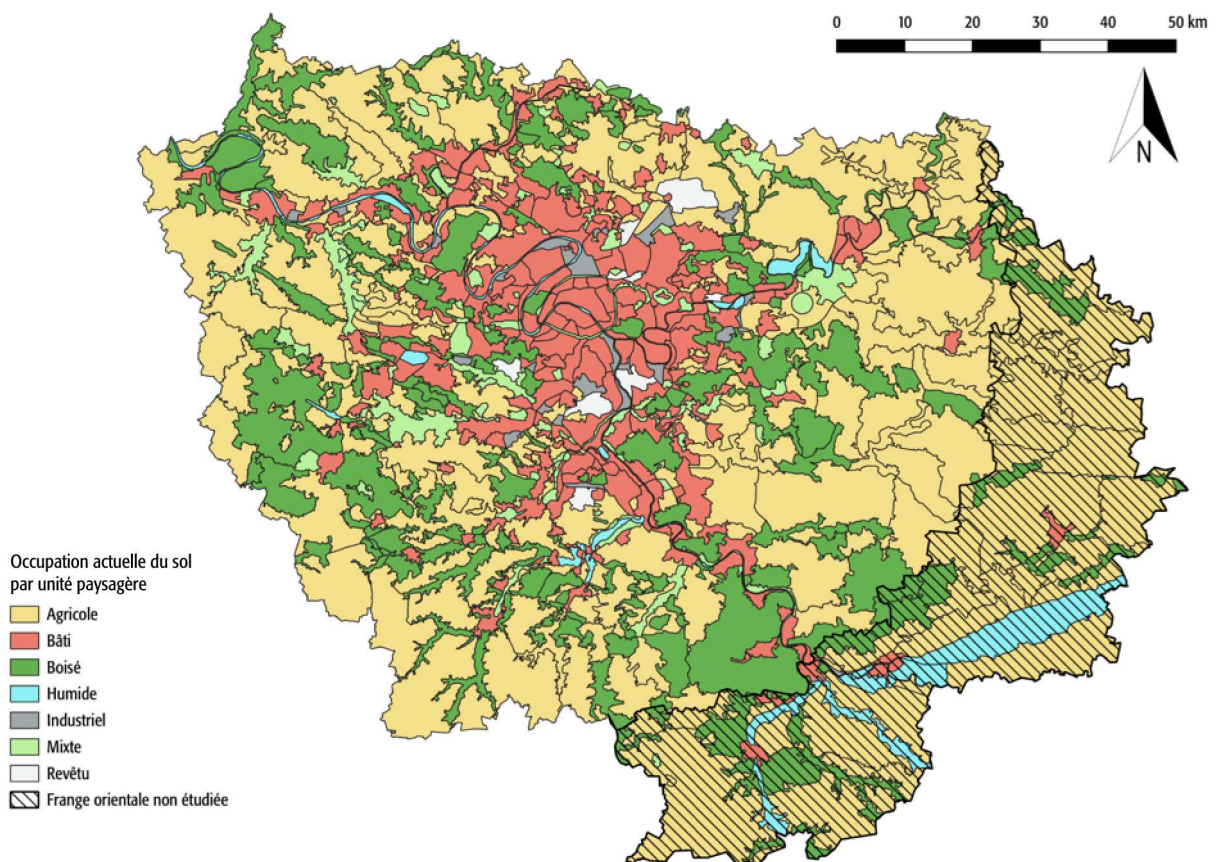 0 10 20 30 40 50 km
N
Occupation actuelle du sol
par unité paysagère
Agricole
Bâti
Boisé
Humide
Industriel
Mixte
Revêtu
Frange orientale non étudiée